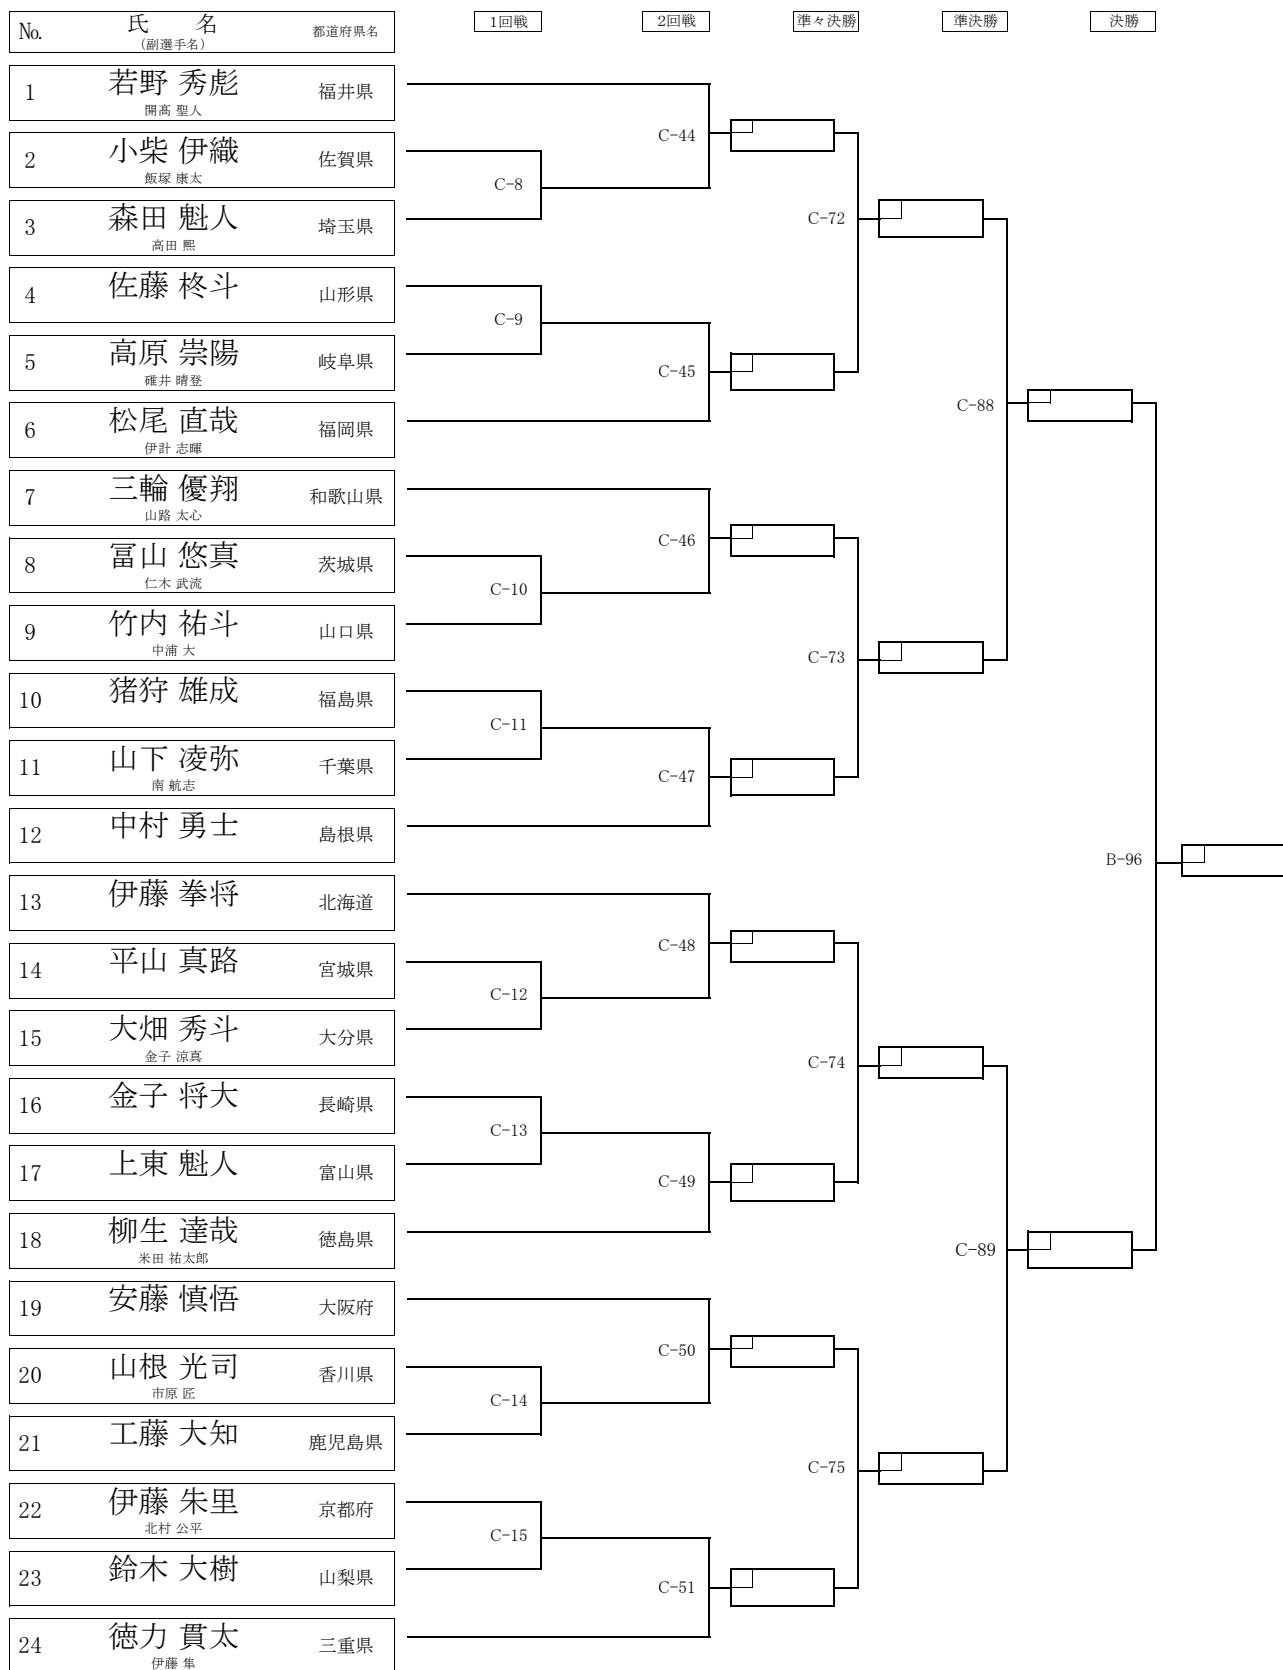 No. 氏 名 都道府県名 1回戦 2回戦 準々決勝 準決勝 決勝
(副選手名)
1 若野 秀彪 福井県
開髙 聖人
C-44
2 小柴 伊織 佐賀県
飯塚 康太
C-8
3 森田 魁人 埼玉県
高田 熙
C-72
4 佐藤 柊斗 山形県
C-9
5 高原 崇陽 岐阜県
碓井 晴登
C-45
6 松尾 直哉 福岡県
伊計 志暉
C-88
7 三輪 優翔 和歌山県
山路 太心
C-46
8 冨山 悠真 茨城県
仁木 武流
C-10
9 竹内 祐斗 山口県
中浦 大
C-73
10 猪狩 雄成 福島県
C-11
11 山下 凌弥 千葉県
南 航志
C-47
12 中村 勇士 島根県
B-96
13 伊藤 拳将 北海道
C-48
14 平山 真路 宮城県
C-12
15 大畑 秀斗 大分県
金子 涼真
C-74
16 金子 将大 長崎県
C-13
17 上東 魁人 富山県
C-49
18 柳生 達哉 徳島県
米田 祐太郎
C-89
19 安藤 慎悟 大阪府
C-50
20 山根 光司 香川県
市原 匠
C-14
21 工藤 大知 鹿児島県
C-75
22 伊藤 朱里 京都府
北村 公平
C-15
23 鈴木 大樹 山梨県
C-51
24 徳力 貫太 三重県
伊藤 隼